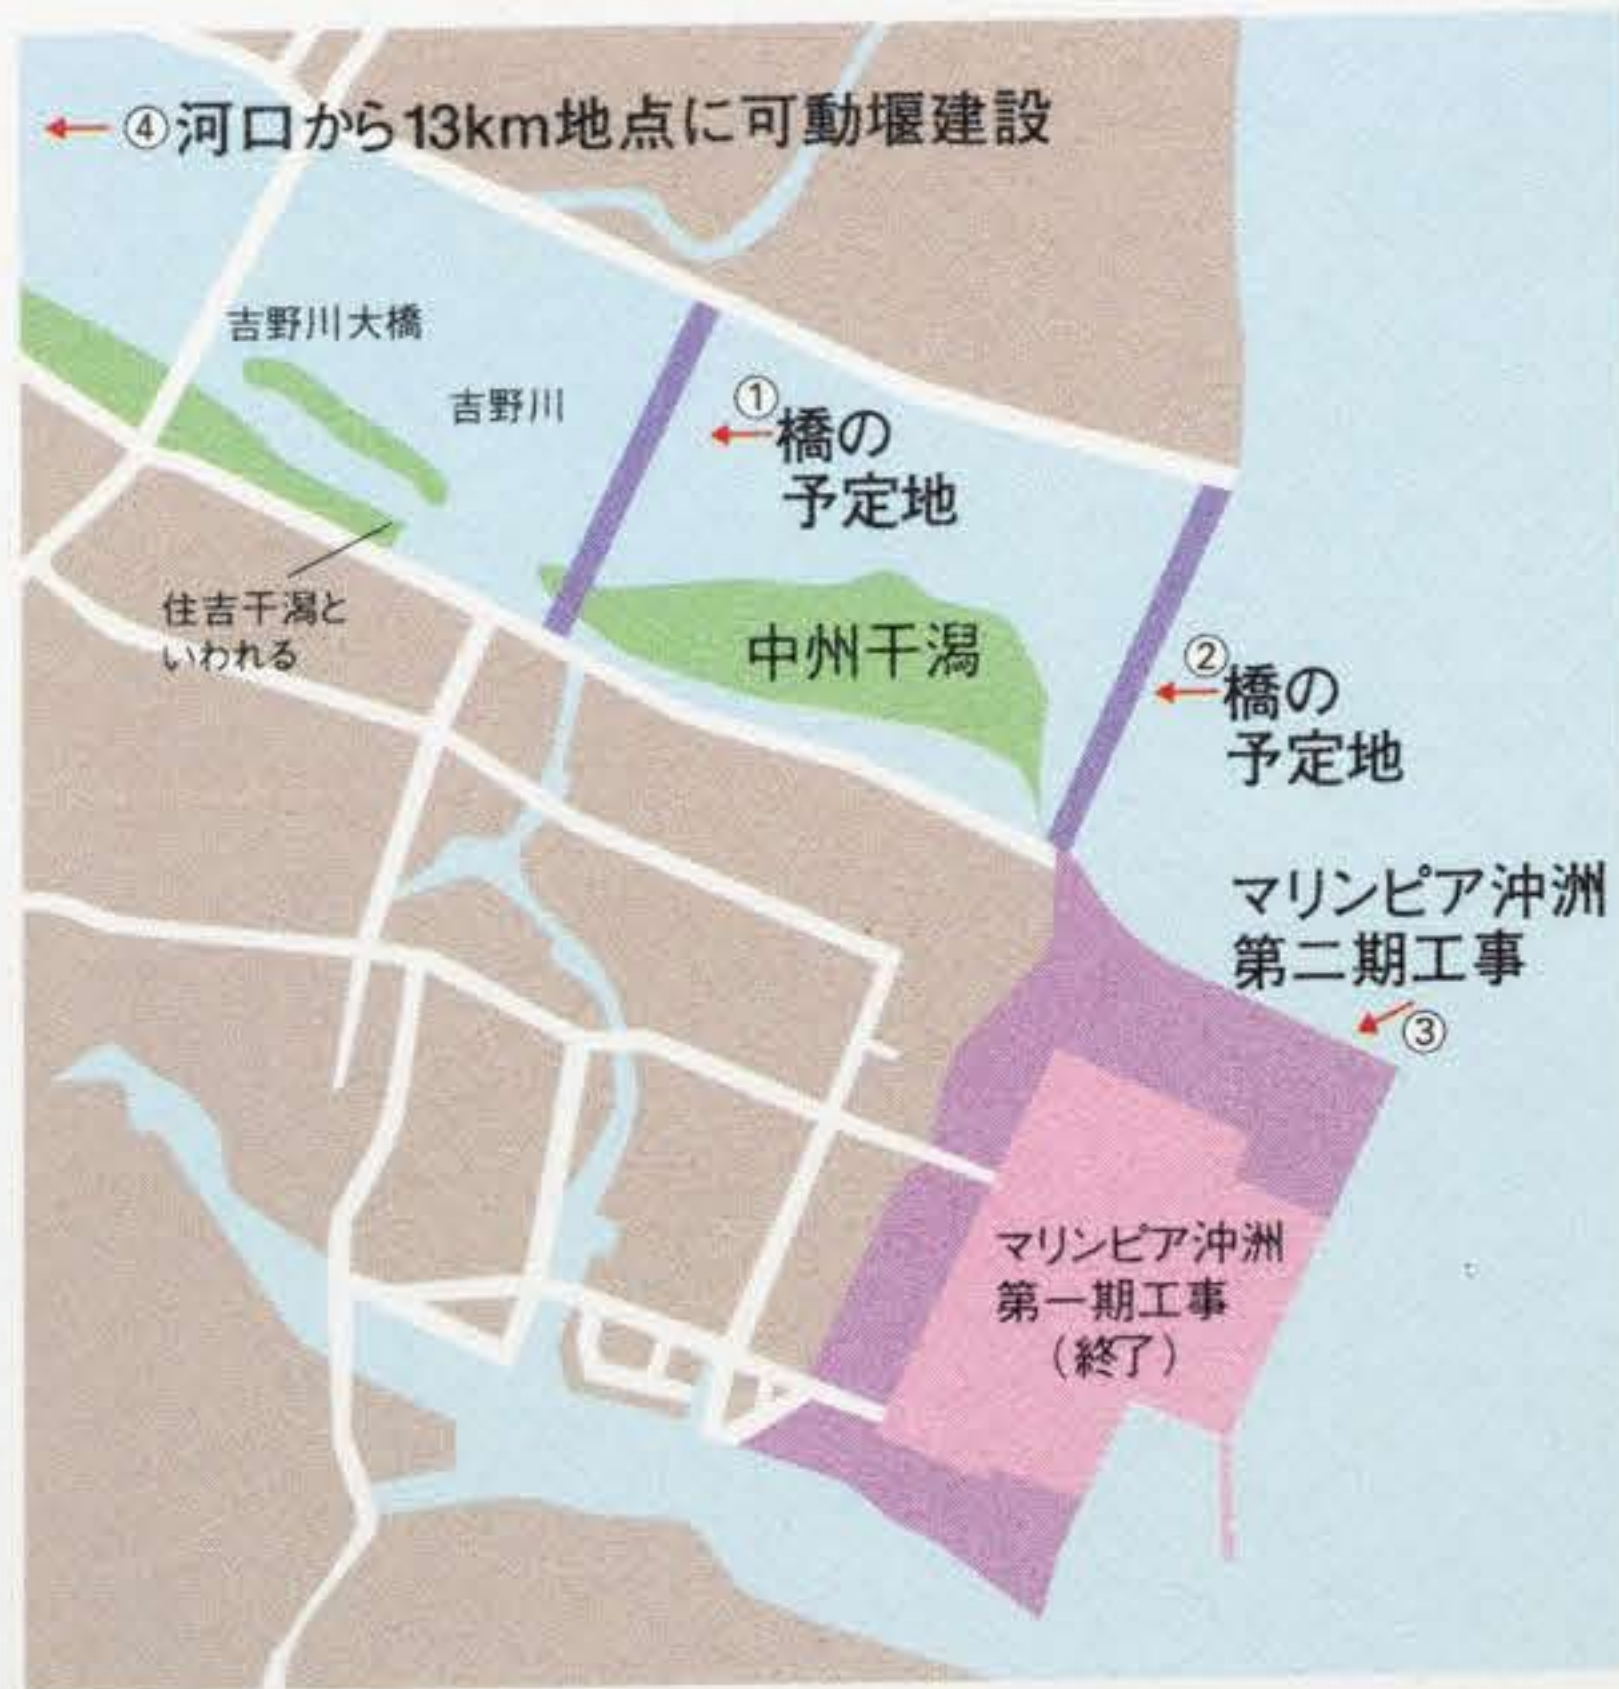 ④河口から13km地点に可動堰建設
吉野川大橋
吉野川
①
橋の
予定地
住吉干潟と
いわれる
中州干潟
②
橋の
予定地
マリンピア沖洲
第二期工事
③
マリンピア沖洲
第一期工事
(終了)